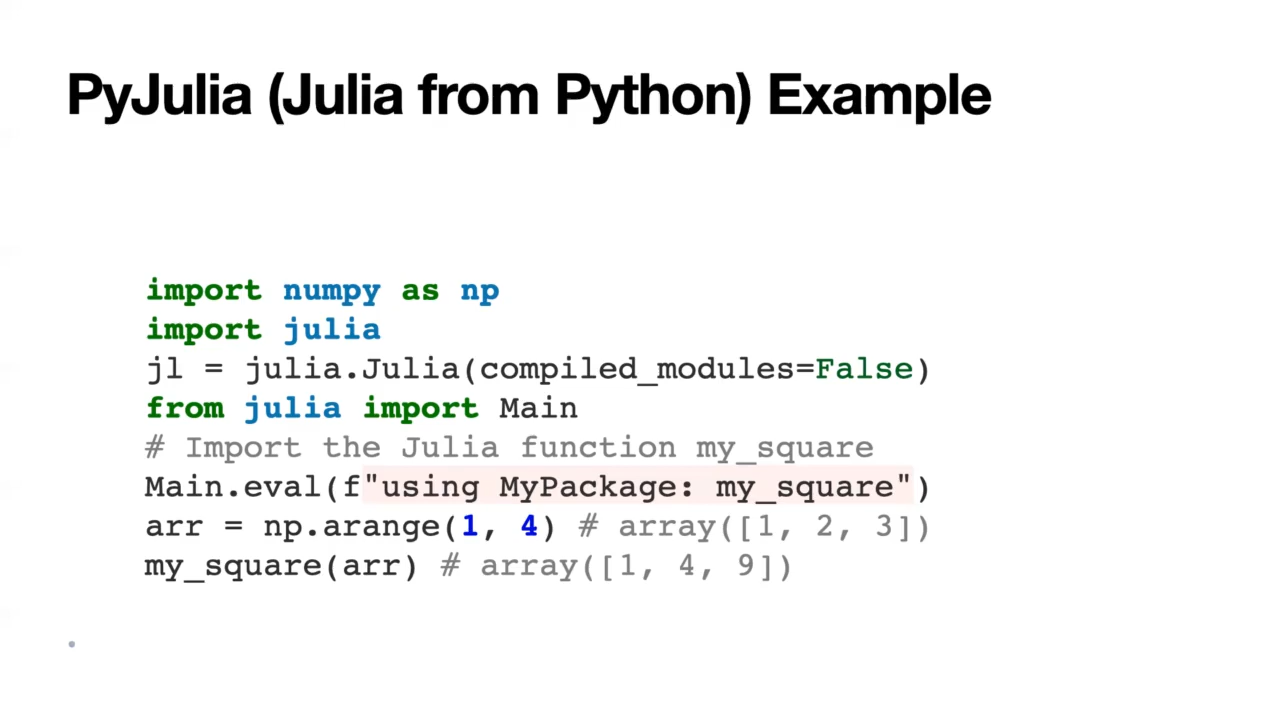 PyJulia (Julia from Python) Example
import numpy as np
import julia
jl = julia.Julia(compiled_modules=False)
from julia import Main
# Import the Julia function my_square
Main.eval(f"using MyPackage: my_square")
arr = np.arange(1, 4) # array([1, 2, 3])
my_square(arr) # array([1, 4, 9])